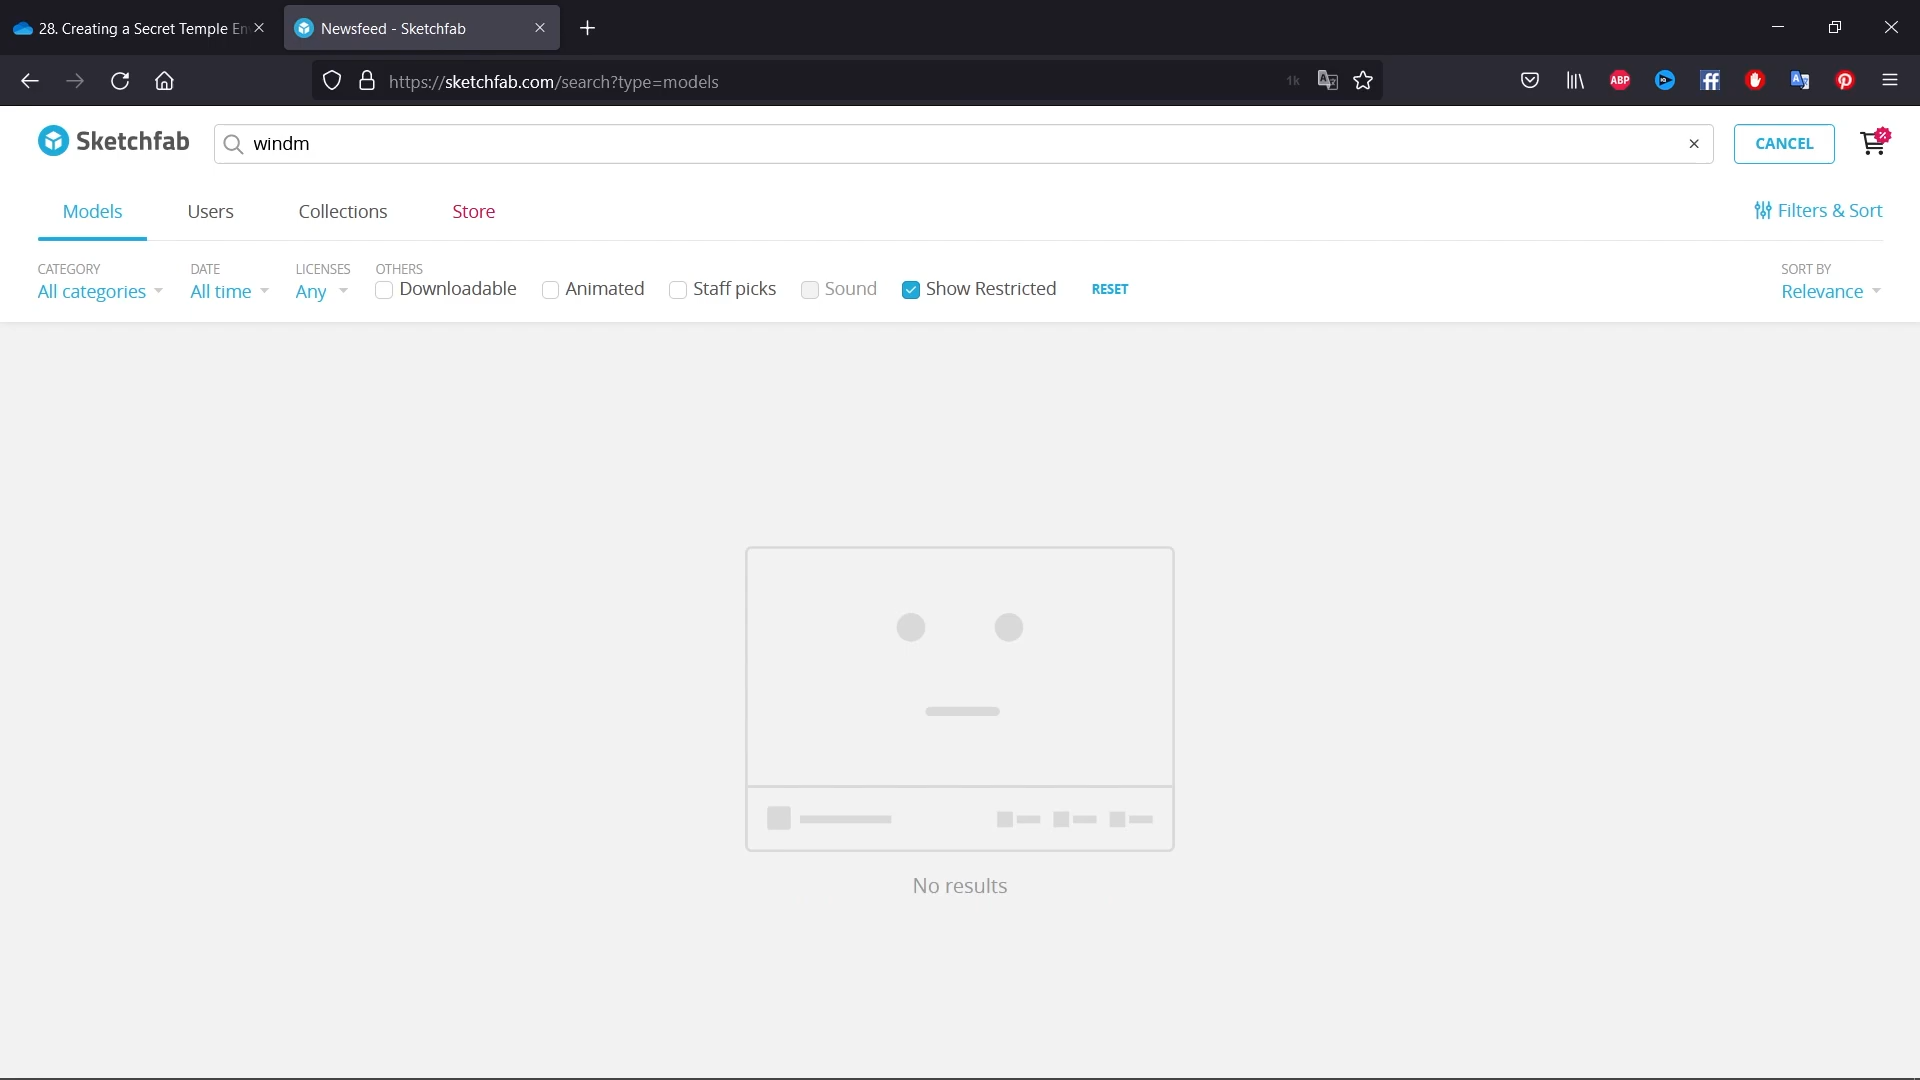 28. Creating a Secret Temple En
Newsfeed - Sketchfab
https://sketchfab.com/search?type=models
1k
ABP
Sketchfab
windm
CANCEL
Models
Users
Collections
Store
Filters & Sort
CATEGORY
DATE
LICENSES
OTHERS
SORT BY
All categories
All time
Any
Downloadable
Animated
Staff picks
Sound
Show Restricted
RESET
Relevance
No results